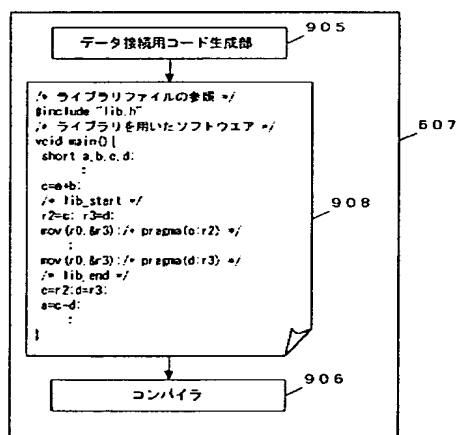 データ接続用コード生成部
905
/* ライブラリファイルの参照 */
#include "lib.h"
/* ライブラリを用いたソフトウエア */
void main(){
short a,b,c,d;
:
c=a+b;
/* lib_start */
r2=c; r3=d;
mov(r0,&r3);/* pragma(c:r2) */
:
mov(r0,&r3);/* pragma(d:r3) */
/* lib_end */
c=r2;d=r3;
a=c-d;
:
}
607
908
コンパイラ
906